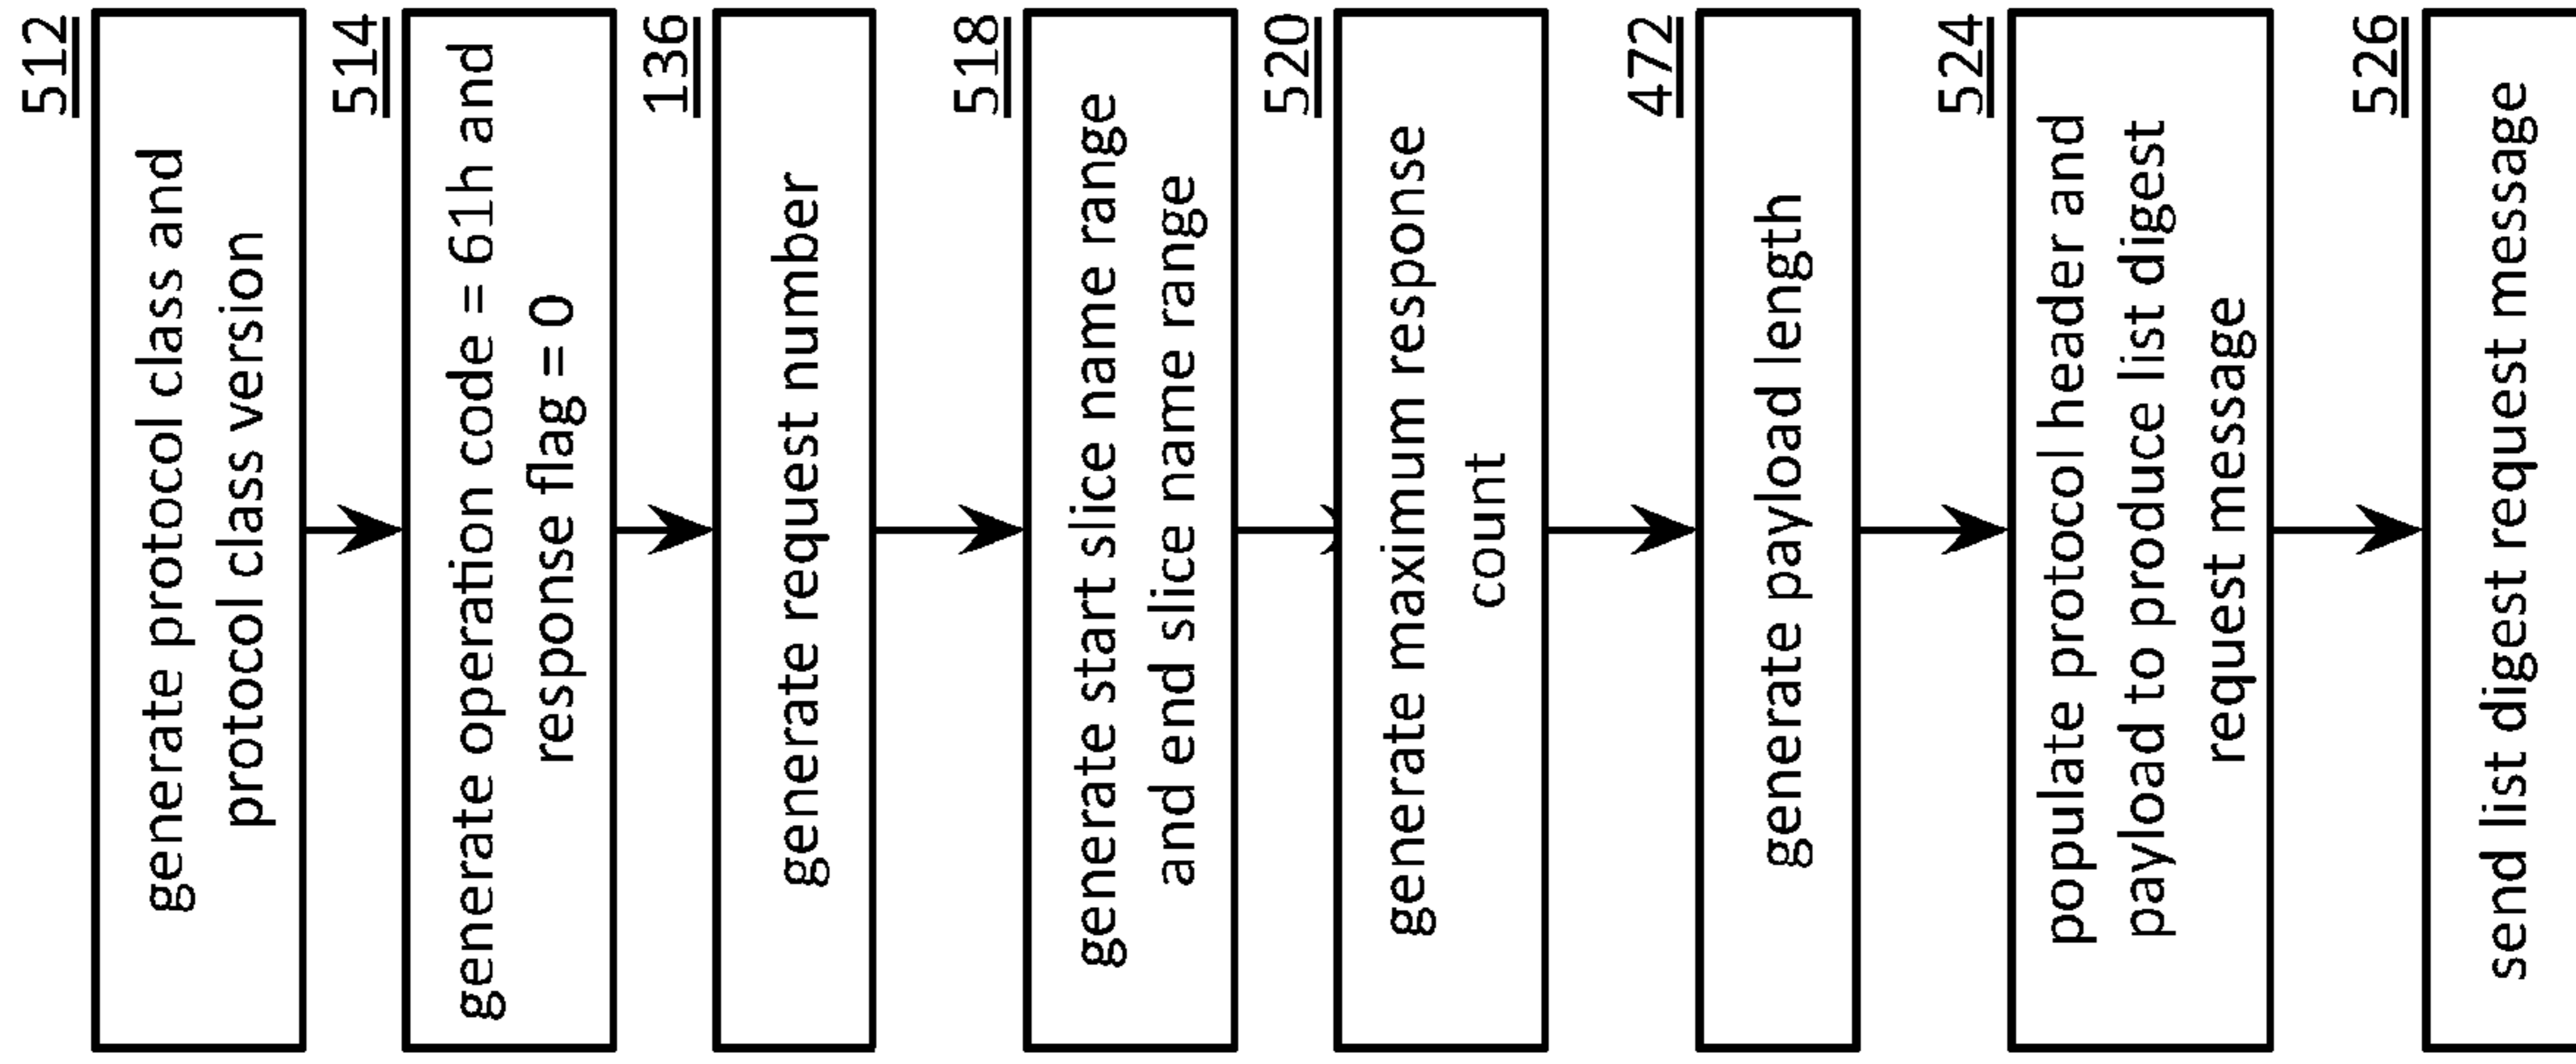 512
generate protocol class and
protocol class version
514
generate operation code = 61h and
response flag = 0
136
generate request number
518
generate start slice name range
and end slice name range
520
generate maximum response
count
472
generate payload length
524
populate protocol header and
payload to produce list digest
request message
526
send list digest request message